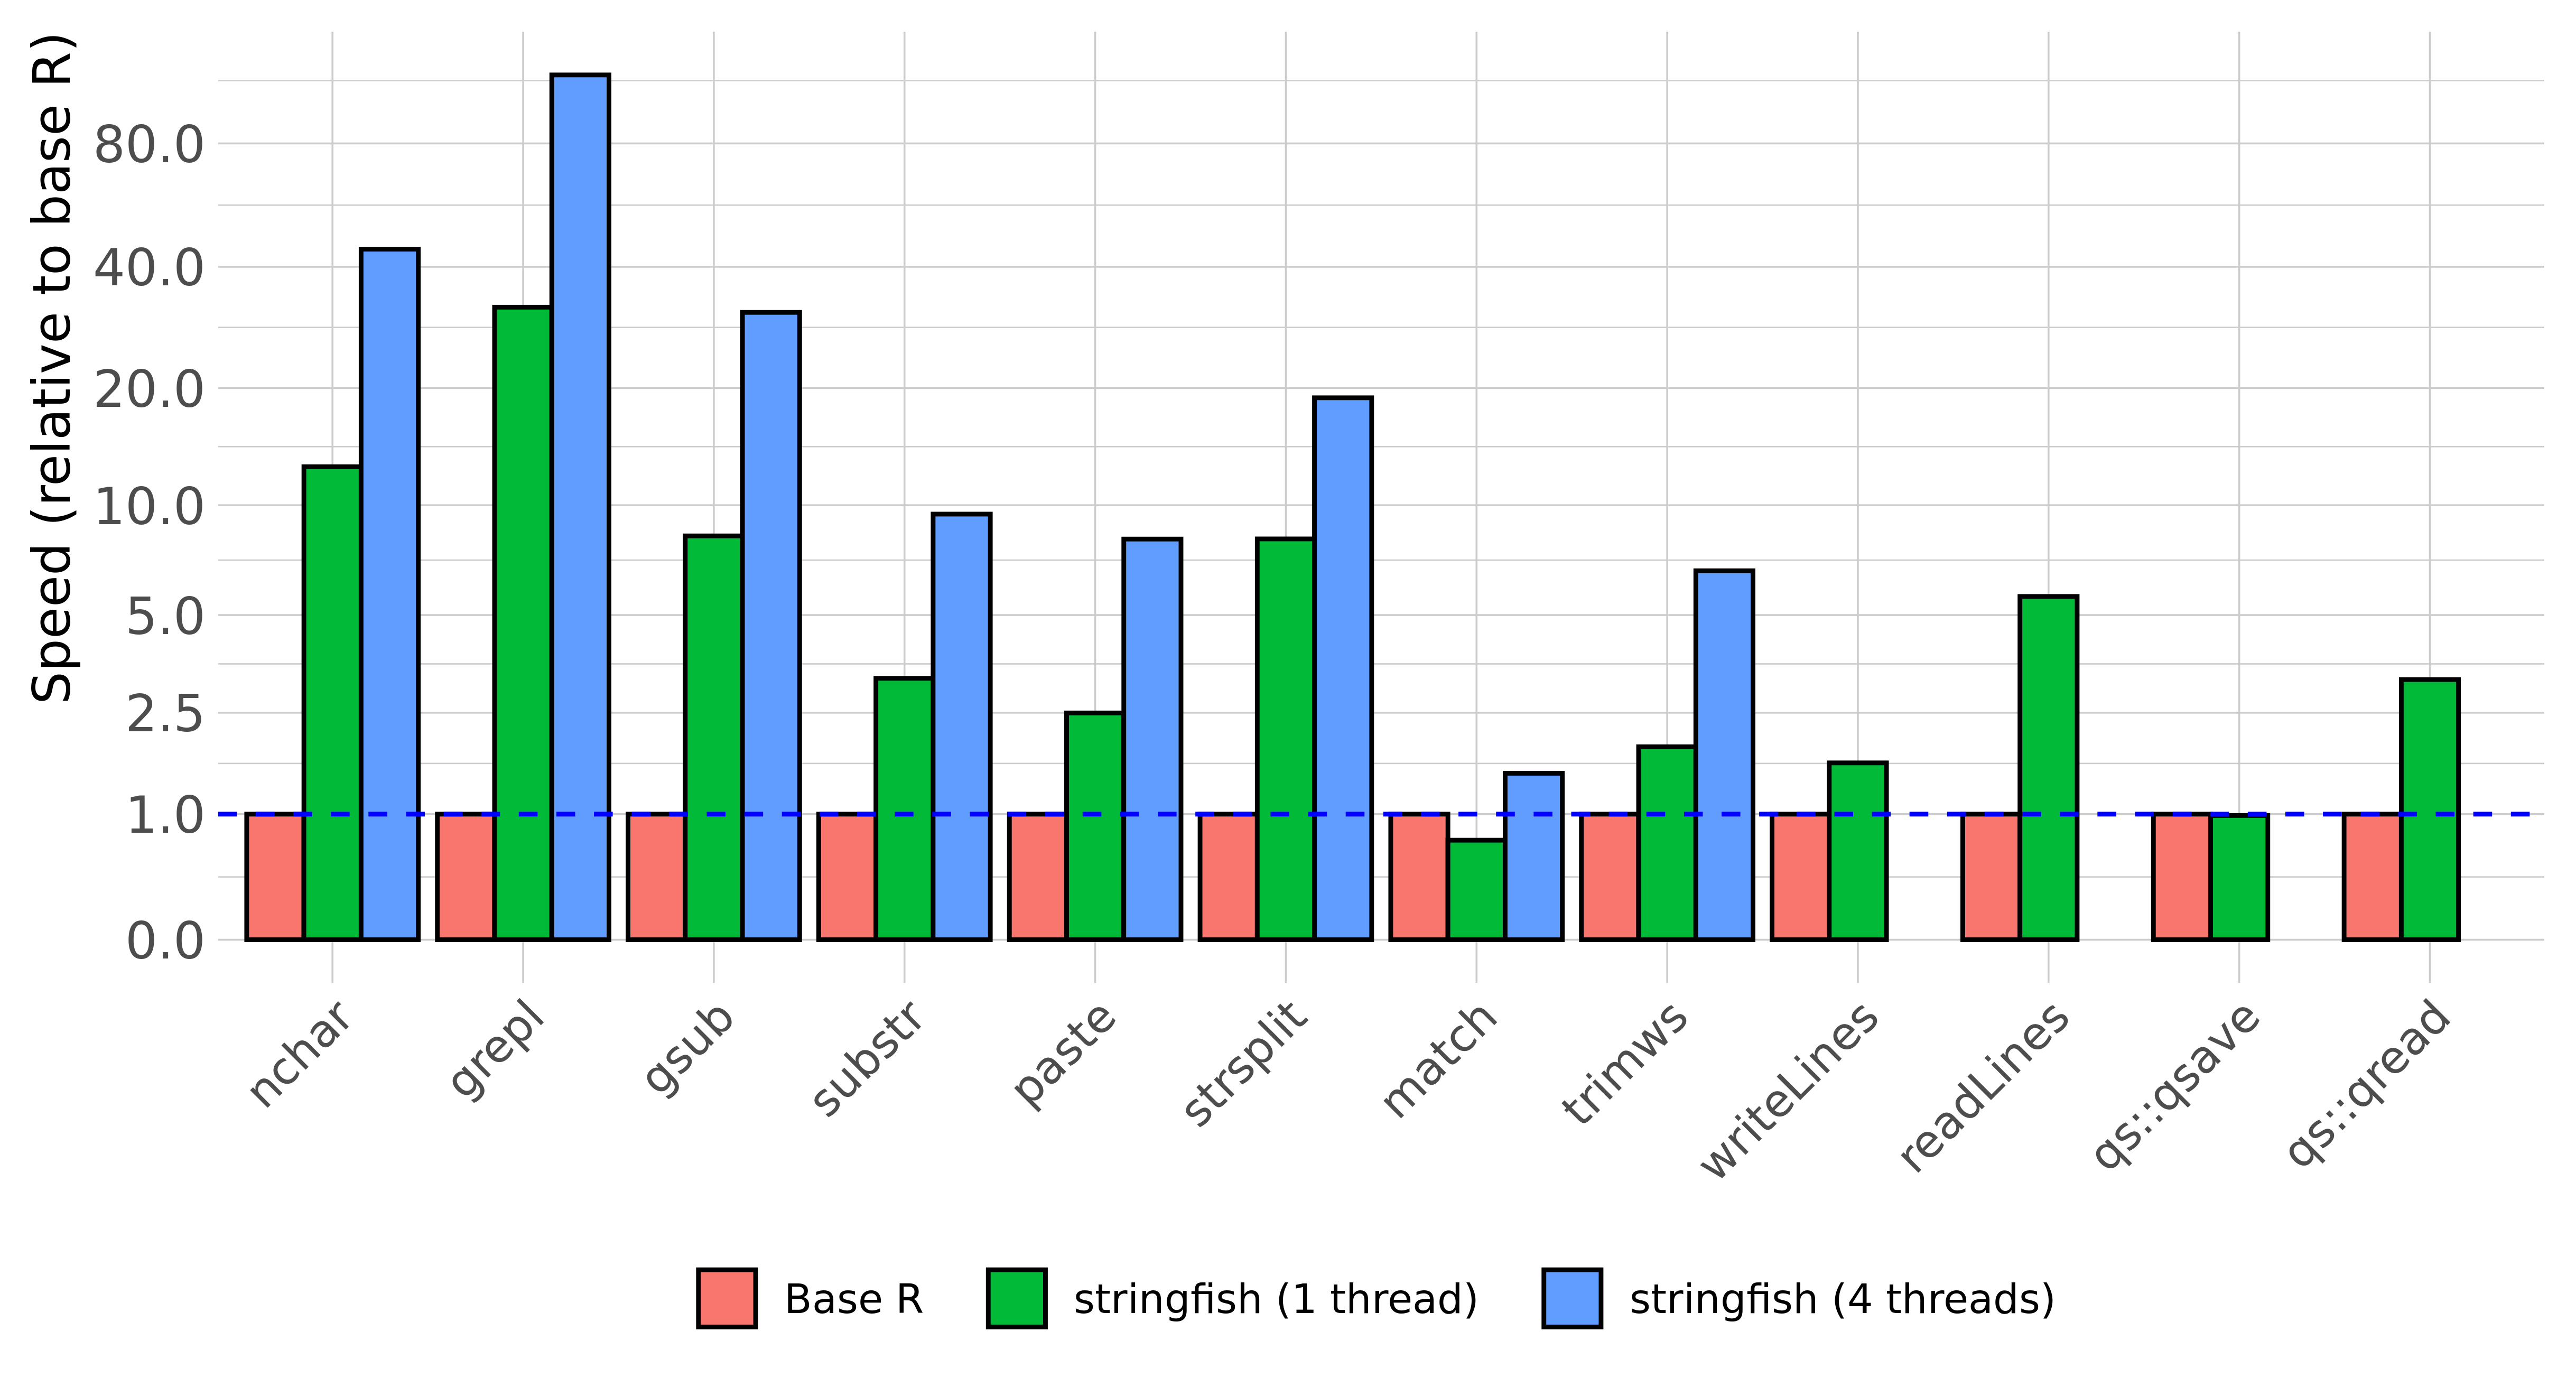 Speed (relative to base R)
80.0
40.0
20.0
10.0
5.0
2.5
1.0
0.0
nchar
grepl
gsub
substr
paste
strsplit
match
trimws
writeLines
readLines
qs::qsave
qs::qread
Base R
stringfish (1 thread)
stringfish (4 threads)